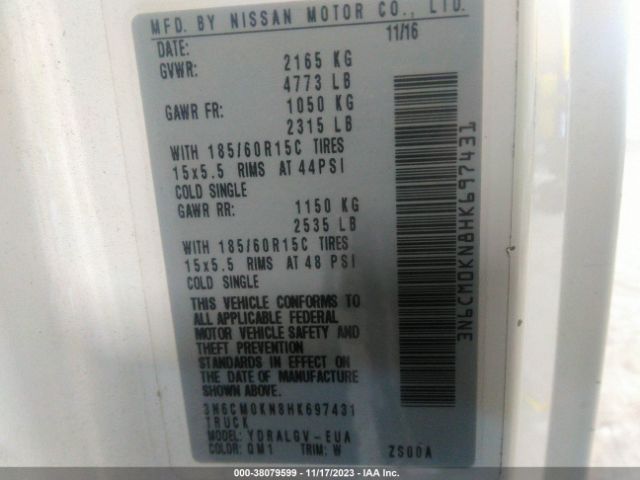 MFD. BY NISSAN MOTOR CO., LTD.
DATE: 11/16
GVWR: 2165 KG
4773 LB
GAWR FR: 1050 KG
2315 LB
WITH 185/60R15C TIRES
15x5.5 RIMS AT 44PSI
COLD SINGLE
GAWR RR: 1150 KG
2535 LB
WITH 185/60R15C TIRES
15x5.5 RIMS AT 48 PSI
COLD SINGLE
THIS VEHICLE CONFORMS TO
ALL APPLICABLE FEDERAL
MOTOR VEHICLE SAFETY AND
THEFT PREVENTION
STANDARDS IN EFFECT ON
THE DATE OF MANUFACTURE
SHOWN ABOVE.
3N6CM0KN8HK697431
TRUCK
MODEL: YDRALGV-EUA
COLOR: QM1 TRIM: W ZS00A
3N6CM0KN8HK697431
000-38079599 — 11/17/2023 — IAA Inc.